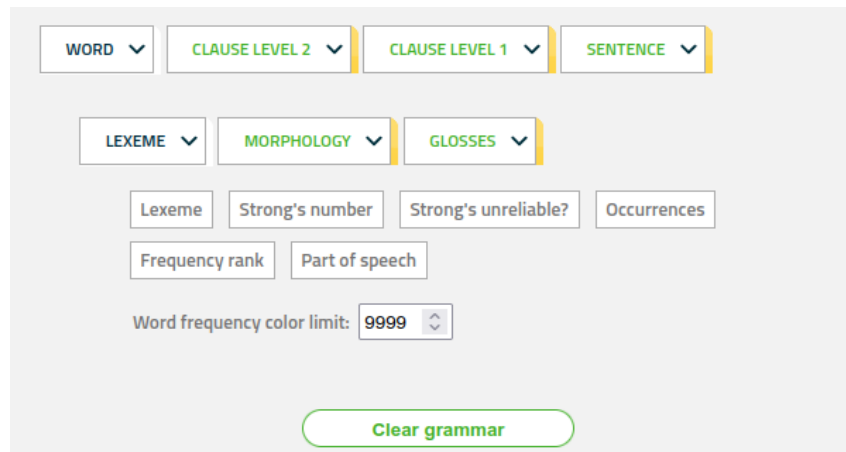 WORD CLAUSE LEVEL 2 CLAUSE LEVEL 1 SENTENCE
LEXEME MORPHOLOGY GLOSSES
Lexeme Strong's number Strong's unreliable? Occurrences
Frequency rank Part of speech
Word frequency color limit: 9999
Clear grammar